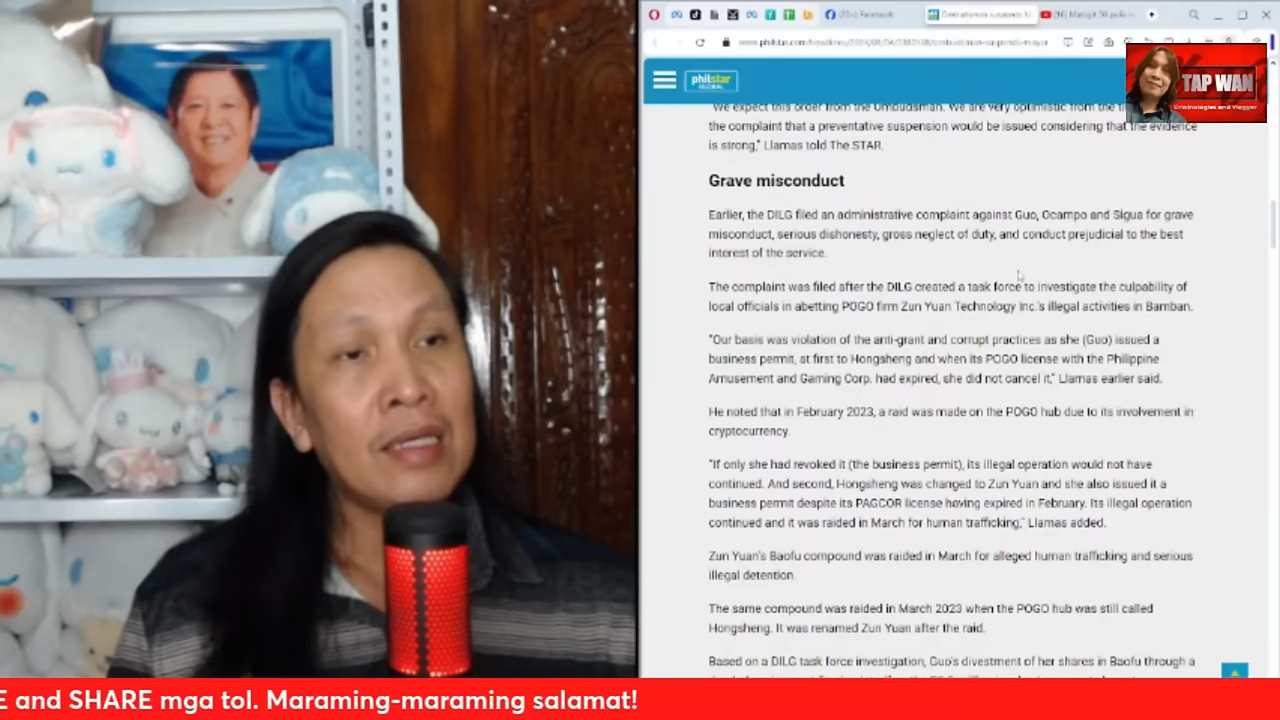 (20+) Facebook
Ombudsman suspends M
philstar
GLOBAL
TAP WAN
Criminologist and Vlogger
"We expect this order from the Ombudsman. We are very optimistic from the
the complaint that a preventative suspension would be issued considering that the evidence
is strong," Llamas told The STAR.
Grave misconduct
Earlier, the DILG filed an administrative complaint against Guo, Ocampo and Sigua for grave
misconduct, serious dishonesty, gross neglect of duty, and conduct prejudicial to the best
interest of the service.
The complaint was filed after the DILG created a task force to investigate the culpability of
local officials in abetting POGO firm Zun Yuan Technology Inc.'s illegal activities in Bamban.
"Our basis was violation of the anti-grant and corrupt practices as she (Guo) issued a
business permit, at first to Hongsheng and when its POGO license with the Philippine
Amusement and Gaming Corp. had expired, she did not cancel it," Llamas earlier said.
He noted that in February 2023, a raid was made on the POGO hub due to its involvement in
cryptocurrency.
"If only she had revoked it (the business permit), its illegal operation would not have
continued. And second, Hongsheng was changed to Zun Yuan and she also issued it a
business permit despite its PAGCOR license having expired in February. Its illegal operation
continued and it was raided in March for human trafficking," Llamas added.
Zun Yuan's Baofu compound was raided in March for alleged human trafficking and serious
illegal detention.
The same compound was raided in March 2023 when the POGO hub was still called
Hongsheng. It was renamed Zun Yuan after the raid.
Based on a DILG task force investigation, Guo's divestment of her shares in Baofu through a
E and SHARE mga tol. Maraming-maraming salamat!